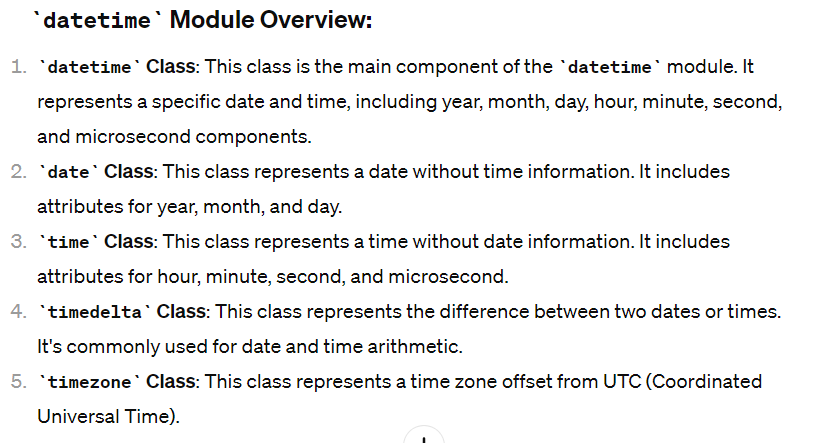 `datetime` Module Overview:
1. `datetime` Class: This class is the main component of the `datetime` module. It
represents a specific date and time, including year, month, day, hour, minute, second,
and microsecond components.
2. `date` Class: This class represents a date without time information. It includes
attributes for year, month, and day.
3. `time` Class: This class represents a time without date information. It includes
attributes for hour, minute, second, and microsecond.
4. `timedelta` Class: This class represents the difference between two dates or times.
It's commonly used for date and time arithmetic.
5. `timezone` Class: This class represents a time zone offset from UTC (Coordinated
Universal Time).